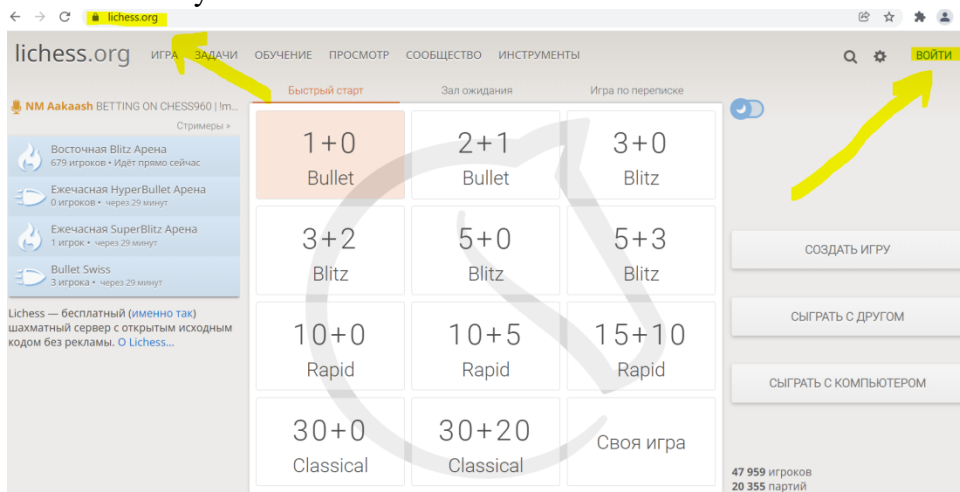 lichess.org
lichess.org ИГРА ЗАДАЧИ ОБУЧЕНИЕ ПРОСМОТР СООБЩЕСТВО ИНСТРУМЕНТЫ ВОЙТИ
Быстрый старт Зал ожидания Игра по переписке
NM Aakaash BETTING ON CHESS960 | !m...
Стримеры »
Восточная Blitz Арена
679 игроков • Идёт прямо сейчас
Ежечасная HyperBullet Арена
0 игроков • через 29 минут
Ежечасная SuperBlitz Арена
1 игрок • через 29 минут
Bullet Swiss
3 игрока • через 29 минут
Lichess — бесплатный (именно так)
шахматный сервер с открытым исходным
кодом без рекламы. О Lichess...
1+0 2+1 3+0
Bullet Bullet Blitz
3+2 5+0 5+3
Blitz Blitz Blitz
10+0 10+5 15+10
Rapid Rapid Rapid
30+0 30+20 Своя игра
Classical Classical
СОЗДАТЬ ИГРУ
СЫГРАТЬ С ДРУГОМ
СЫГРАТЬ С КОМПЬЮТЕРОМ
47 959 игроков
20 355 партий